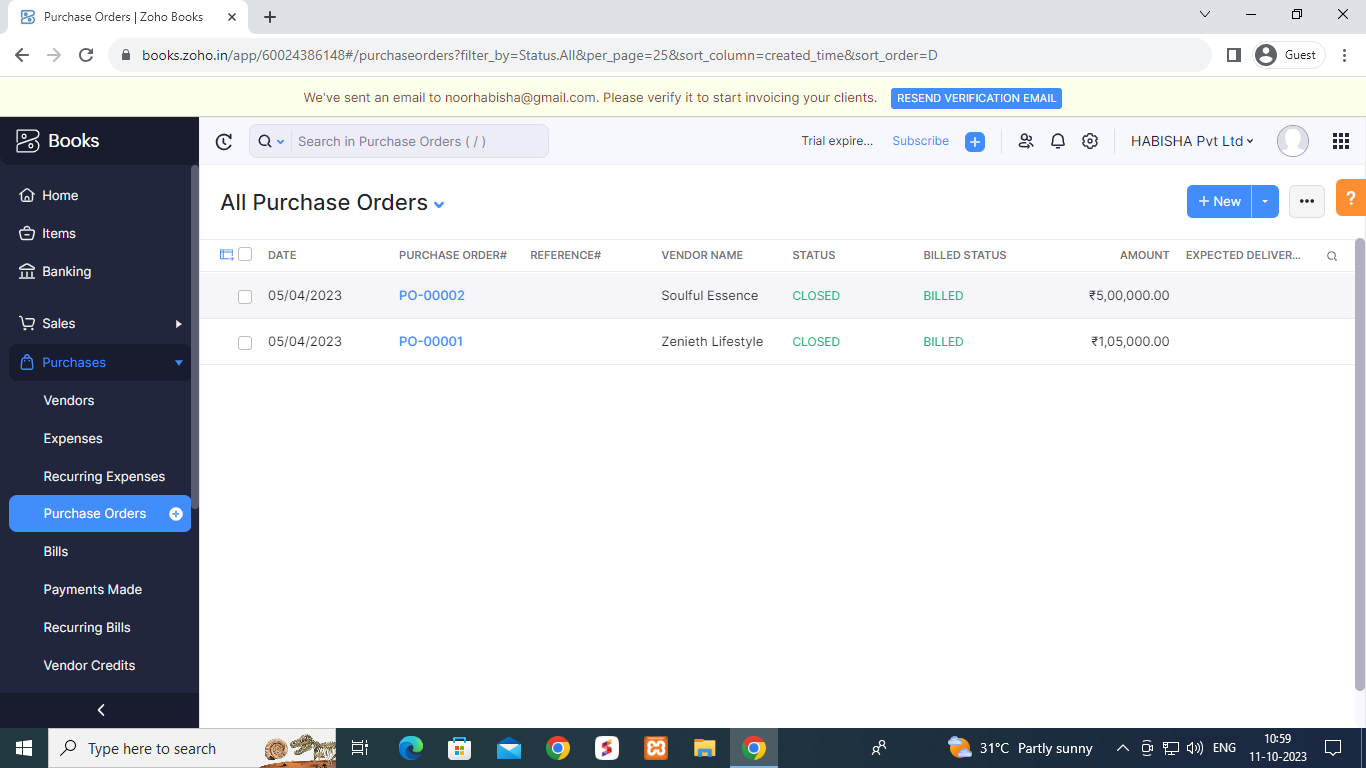 Purchase Orders | Zoho Books
books.zoho.in/app/60024386148#/purchaseorders?filter_by=Status.All&per_page=25&sort_column=created_time&sort_order=D
Guest
We've sent an email to noorhabisha@gmail.com. Please verify it to start invoicing your clients.
RESEND VERIFICATION EMAIL
Books
Search in Purchase Orders ( / )
Trial expire...
Subscribe
HABISHA Pvt Ltd
Home
Items
Banking
Sales
Purchases
Vendors
Expenses
Recurring Expenses
Purchase Orders
Bills
Payments Made
Recurring Bills
Vendor Credits
All Purchase Orders
+ New
?
DATE PURCHASE ORDER# REFERENCE# VENDOR NAME STATUS BILLED STATUS AMOUNT EXPECTED DELIVER...
05/04/2023 PO-00002 Soulful Essence CLOSED BILLED ₹5,00,000.00
05/04/2023 PO-00001 Zenieth Lifestyle CLOSED BILLED ₹1,05,000.00
Type here to search
31°C Partly sunny
ENG
10:59
11-10-2023